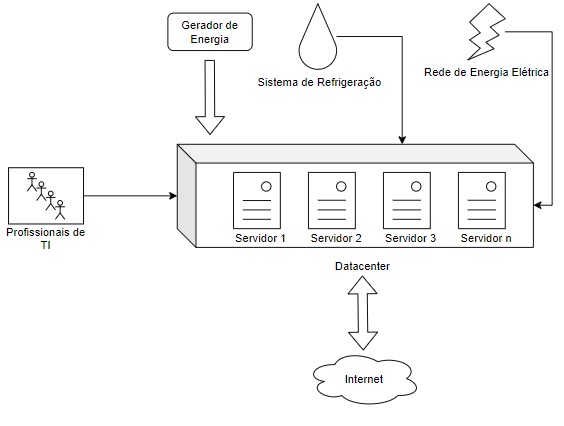 Gerador de
Energia
Sistema de Refrigeração
Rede de Energia Elétrica
Profissionais de
TI
Servidor 1
Servidor 2
Servidor 3
Servidor n
Datacenter
Internet